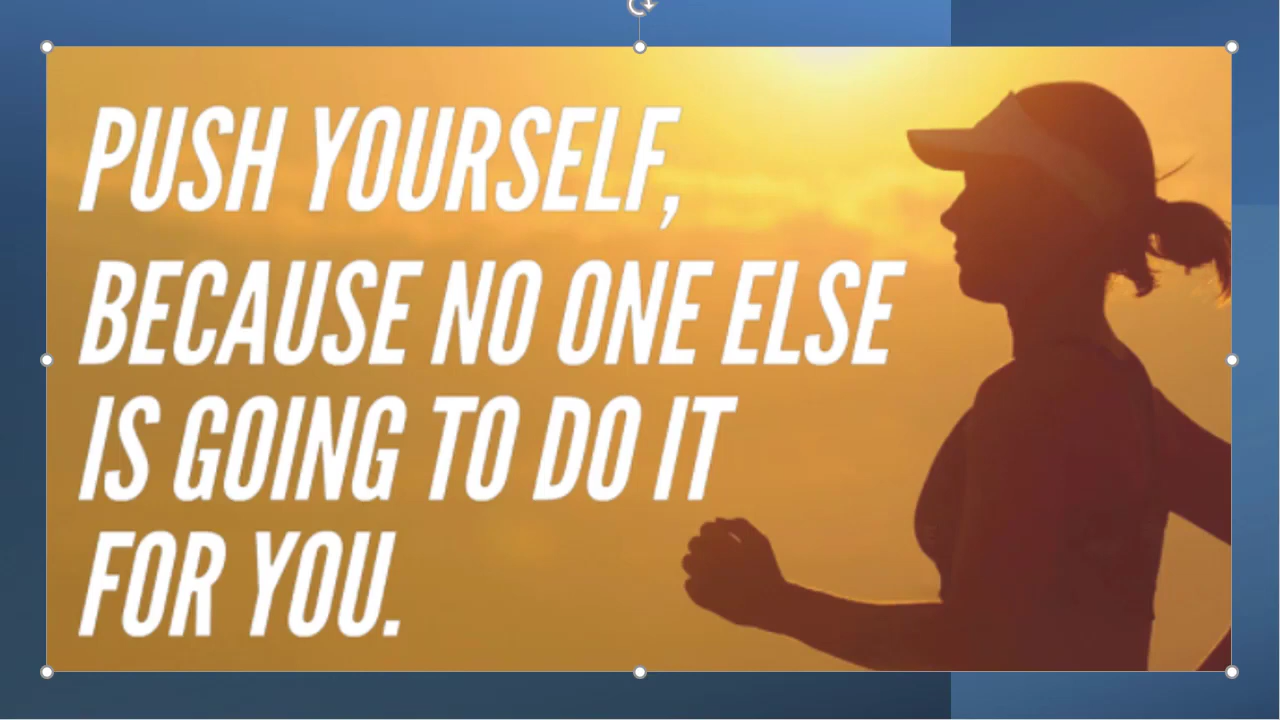 PUSH YOURSELF,
BECAUSE NO ONE ELSE
IS GOING TO DO IT
FOR YOU.